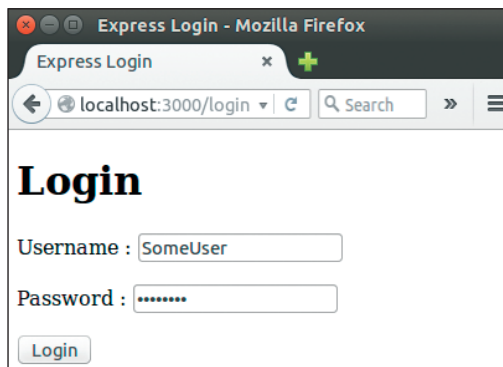 Express Login - Mozilla Firefox
Express Login
localhost:3000/login
Search
Login
Username : SomeUser
Password : ••••••••
Login